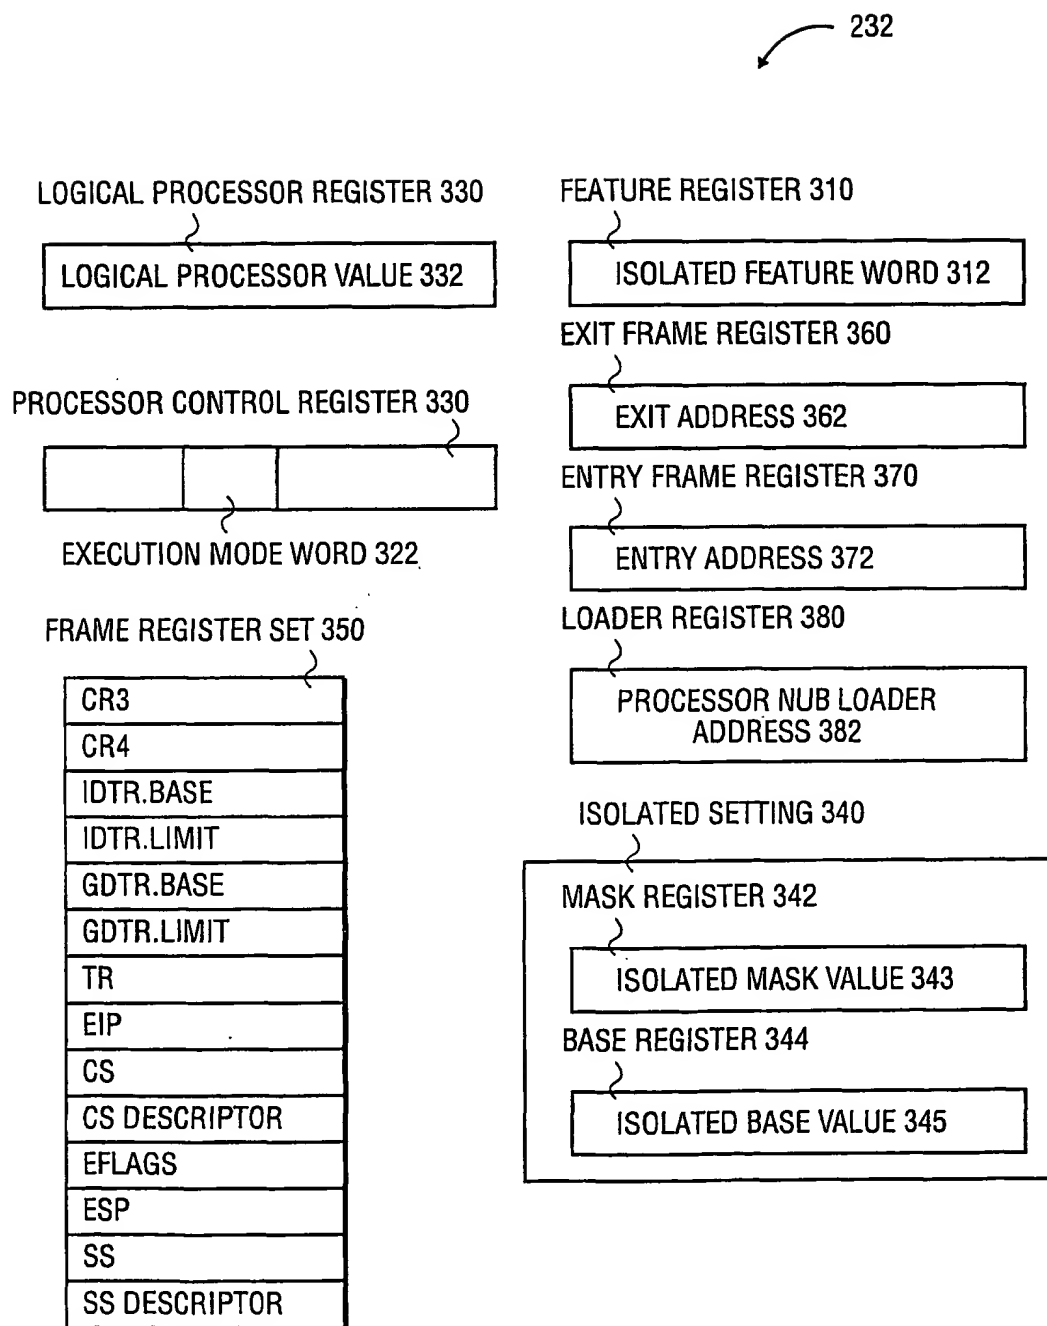 232
LOGICAL PROCESSOR REGISTER 330
LOGICAL PROCESSOR VALUE 332
PROCESSOR CONTROL REGISTER 330
EXECUTION MODE WORD 322
FRAME REGISTER SET 350
CR3
CR4
IDTR.BASE
IDTR.LIMIT
GDTR.BASE
GDTR.LIMIT
TR
EIP
CS
CS DESCRIPTOR
EFLAGS
ESP
SS
SS DESCRIPTOR
FEATURE REGISTER 310
ISOLATED FEATURE WORD 312
EXIT FRAME REGISTER 360
EXIT ADDRESS 362
ENTRY FRAME REGISTER 370
ENTRY ADDRESS 372
LOADER REGISTER 380
PROCESSOR NUB LOADER
ADDRESS 382
ISOLATED SETTING 340
MASK REGISTER 342
ISOLATED MASK VALUE 343
BASE REGISTER 344
ISOLATED BASE VALUE 345